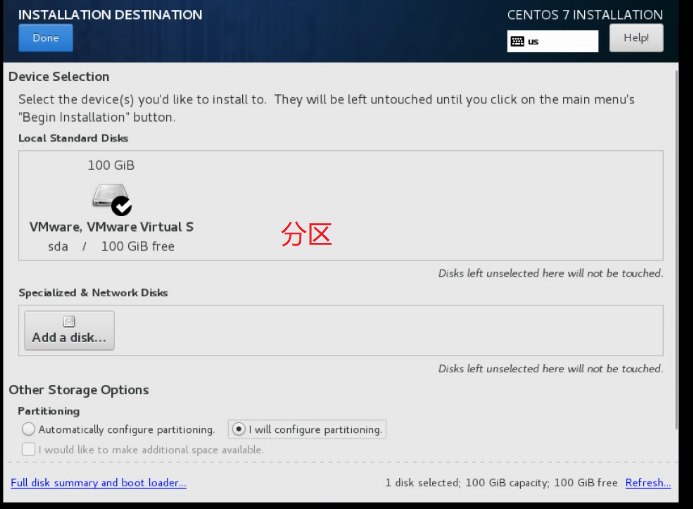 INSTALLATION DESTINATION
CENTOS 7 INSTALLATION
Done
us
Help!
Device Selection
Select the device(s) you'd like to install to. They will be left untouched until you click on the main menu's
"Begin Installation" button.
Local Standard Disks
100 GiB
VMware, VMware Virtual S
sda / 100 GiB free
分区
Disks left unselected here will not be touched.
Specialized & Network Disks
Add a disk...
Disks left unselected here will not be touched.
Other Storage Options
Partitioning
Automatically configure partitioning. I will configure partitioning.
I would like to make additional space available.
Full disk summary and boot loader... 1 disk selected; 100 GiB capacity; 100 GiB free Refresh...